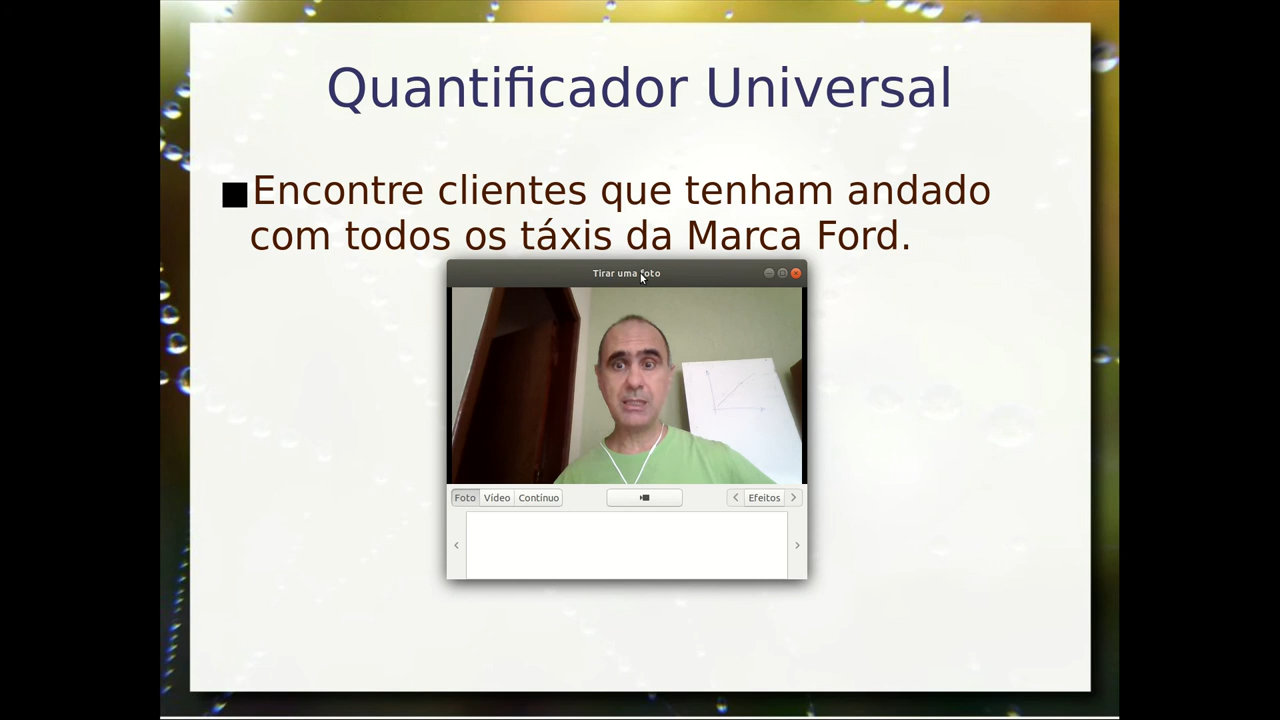 Quantificador Universal
Encontre clientes que tenham andado
com todos os táxis da Marca Ford.
Tirar uma foto
Foto Vídeo Contínuo Efeitos